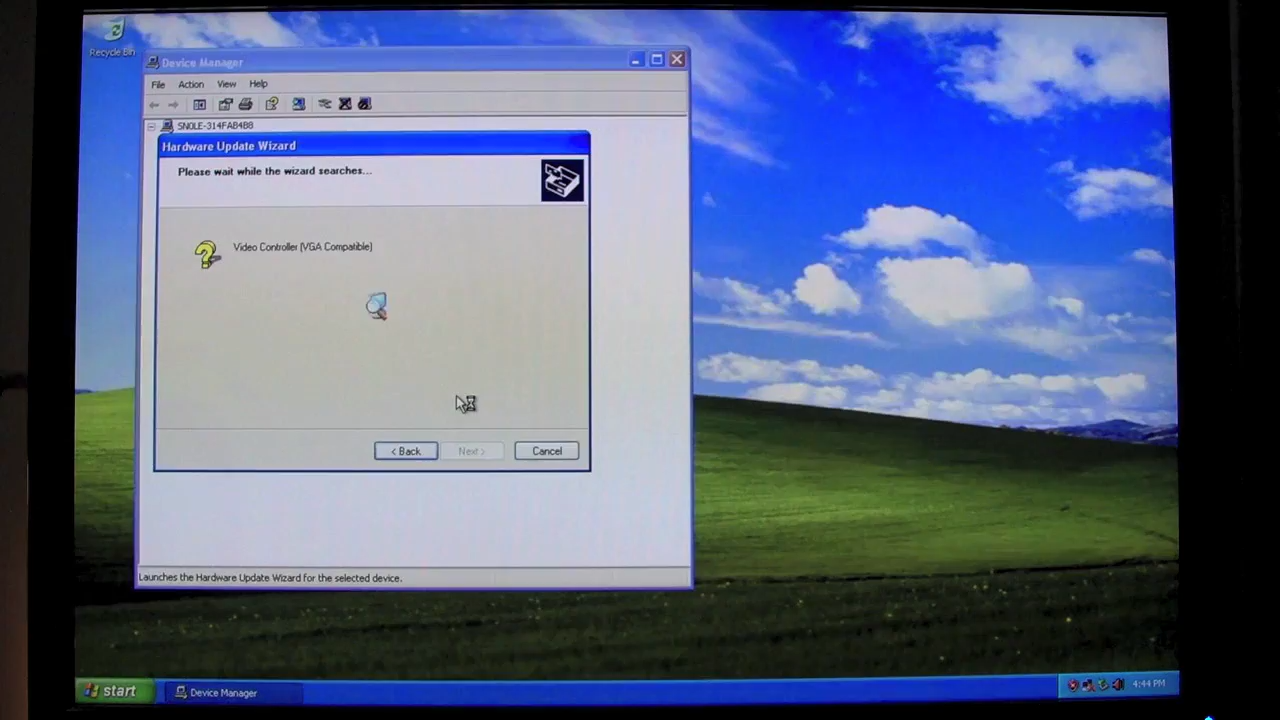 Recycle Bin
Device Manager
File Action View Help
SNOLE-314FAB4B8
Hardware Update Wizard
Please wait while the wizard searches...
Video Controller (VGA Compatible)
< Back Next > Cancel
Launches the Hardware Update Wizard for the selected device.
start Device Manager 4:44 PM